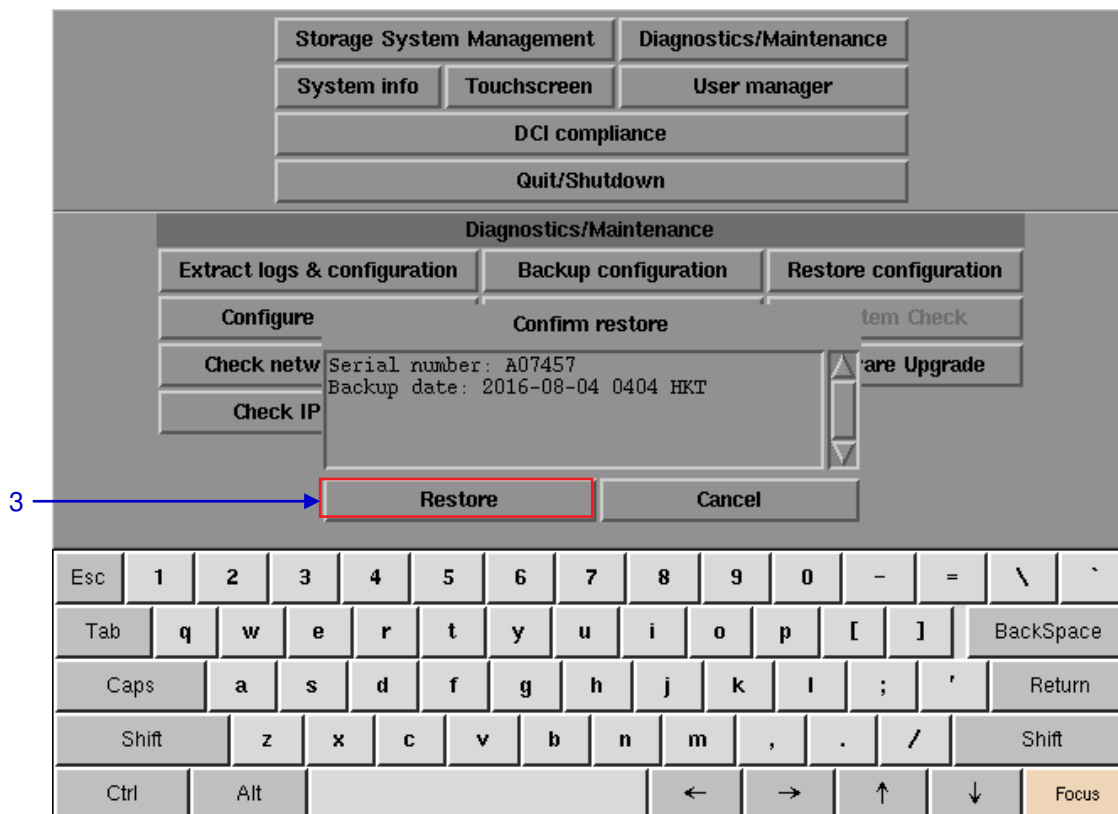 Storage System Management Diagnostics/Maintenance
System info Touchscreen User manager
DCI compliance
Quit/Shutdown
Diagnostics/Maintenance
Extract logs & configuration Backup configuration Restore configuration
Configure tem Check
Confirm restore
Check netw are Upgrade
Serial number: A07457
Backup date: 2016-08-04 0404 HKT
Check IP
3 Restore Cancel
Esc 1 2 3 4 5 6 7 8 9 0 - = \ `
Tab q w e r t y u i o p [ ] BackSpace
Caps a s d f g h j k l ; ' Return
Shift z x c v b n m , . / Shift
Ctrl Alt ← → ↑ ↓ Focus